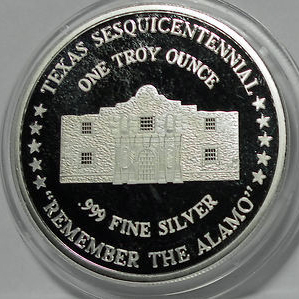 TEXAS SESQUICENTENNIAL
ONE TROY OUNCE
.999 FINE SILVER
"REMEMBER THE ALAMO"